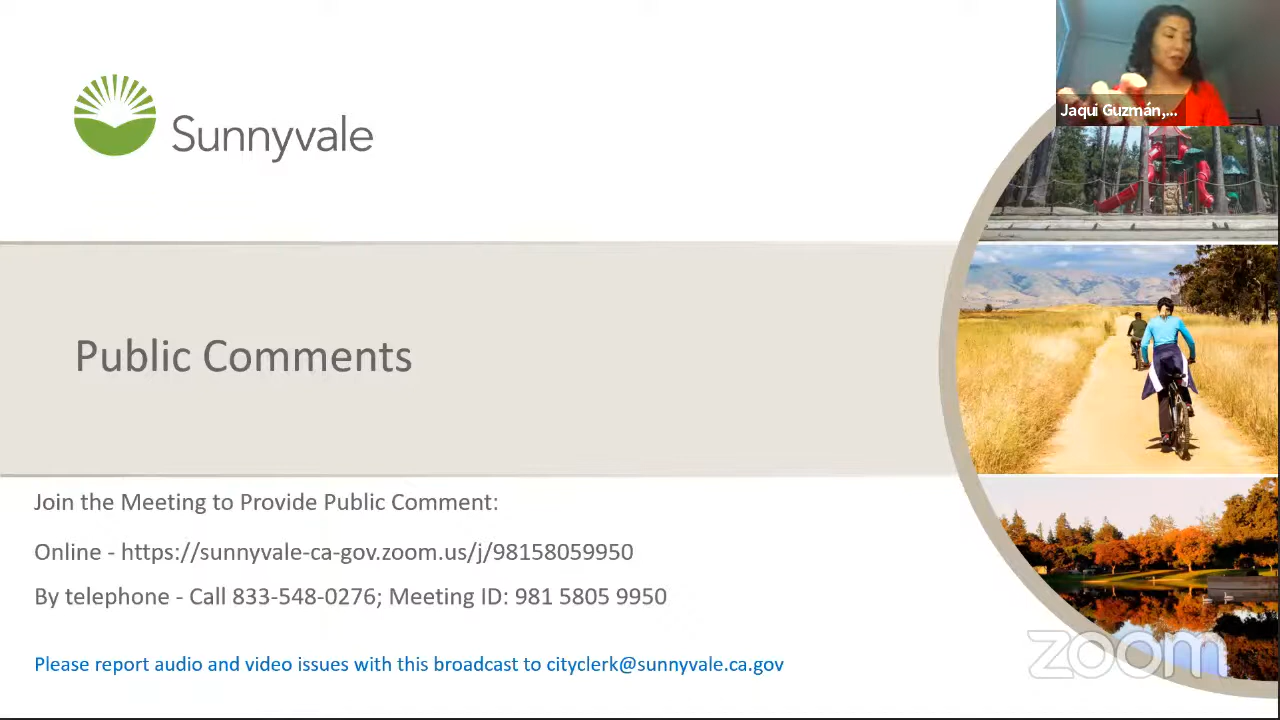 Jaqui Guzmán,...
Sunnyvale
Public Comments
Join the Meeting to Provide Public Comment:
Online - https://sunnyvale-ca-gov.zoom.us/j/98158059950
By telephone - Call 833-548-0276; Meeting ID: 981 5805 9950
Please report audio and video issues with this broadcast to cityclerk@sunnyvale.ca.gov
zoom